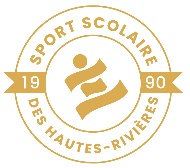 SPORT SCOLAIRE
19 90
DES HAUTES-RIVIÈRES